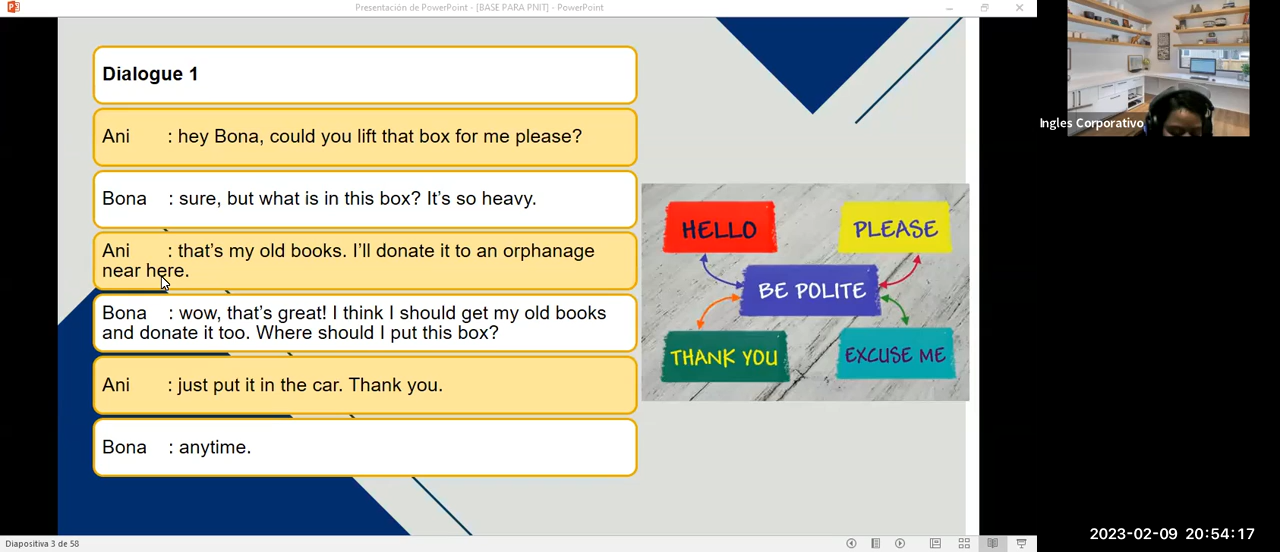 Presentación de PowerPoint - [BASE PARA PNIT] - PowerPoint
Dialogue 1
Ani : hey Bona, could you lift that box for me please?
Bona : sure, but what is in this box? It’s so heavy.
Ani : that’s my old books. I’ll donate it to an orphanage
near here.
Bona : wow, that’s great! I think I should get my old books
and donate it too. Where should I put this box?
Ani : just put it in the car. Thank you.
Bona : anytime.
HELLO
PLEASE
BE POLITE
THANK YOU
EXCUSE ME
Ingles Corporativo
Diapositiva 3 de 58
2023-02-09 20:54:17